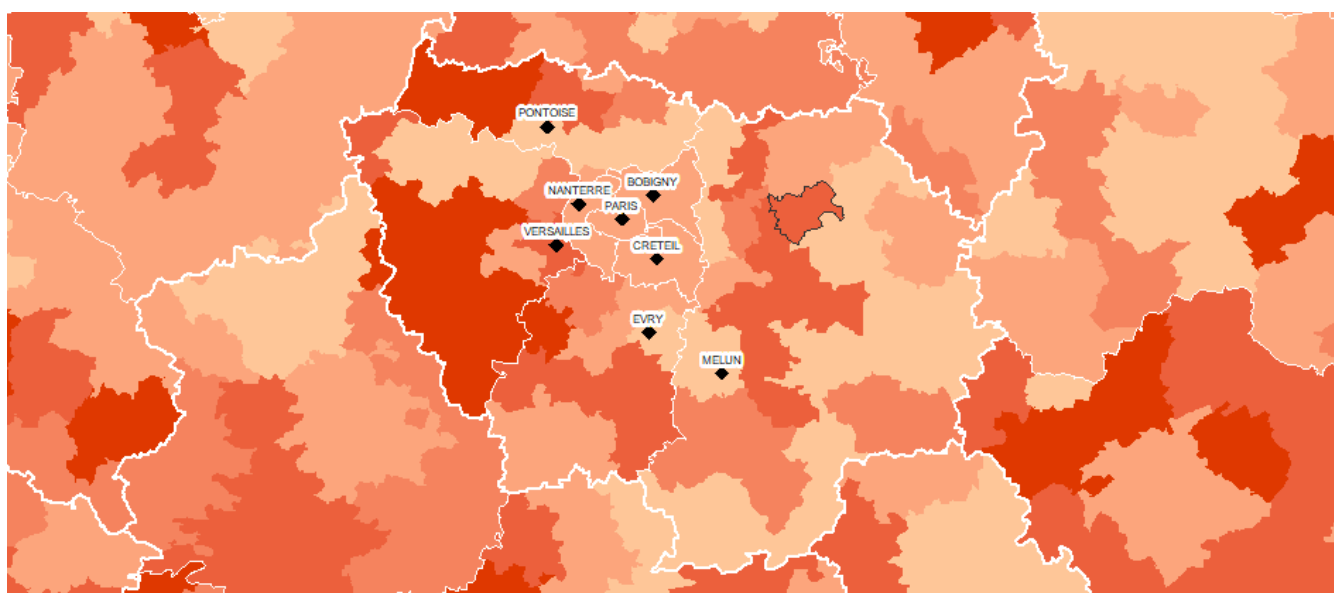 PONTOISE
BOBIGNY
NANTERRE
PARIS
VERSAILLES
CRETEIL
EVRY
MELUN